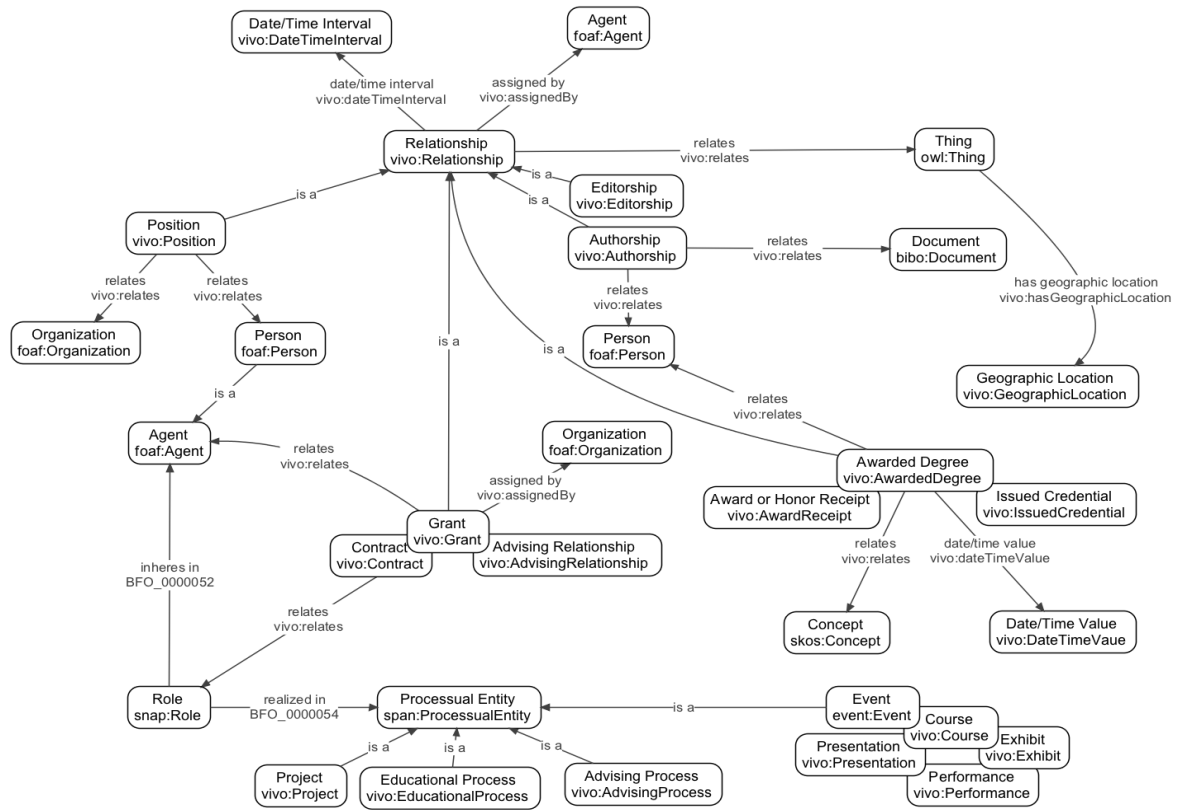 Date/Time Interval
vivo:DateTimeInterval
Agent
foaf:Agent
date/time interval
vivo:dateTimeInterval
assigned by
vivo:assignedBy
Relationship
vivo:Relationship
relates
vivo:relates
Thing
owl:Thing
is a
Editorship
vivo:Editorship
is a
is a
Position
vivo:Position
Authorship
vivo:Authorship
relates
vivo:relates
Document
bibo:Document
relates
vivo:relates
relates
vivo:relates
relates
vivo:relates
has geographic location
vivo:hasGeographicLocation
Organization
foaf:Organization
Person
foaf:Person
Person
foaf:Person
is a
is a
Geographic Location
vivo:GeographicLocation
is a
relates
vivo:relates
Agent
foaf:Agent
relates
vivo:relates
Organization
foaf:Organization
assigned by
vivo:assignedBy
Awarded Degree
vivo:AwardedDegree
Award or Honor Receipt
vivo:AwardReceipt
Issued Credential
vivo:IssuedCredential
Grant
vivo:Grant
Contract
vivo:Contract
Advising Relationship
vivo:AdvisingRelationship
relates
vivo:relates
date/time value
vivo:dateTimeValue
inheres in
BFO_0000052
relates
vivo:relates
Concept
skos:Concept
Date/Time Value
vivo:DateTimeVaue
Role
snap:Role
realized in
BFO_0000054
Processual Entity
span:ProcessualEntity
is a
Event
event:Event
Course
vivo:Course
Presentation
vivo:Presentation
Exhibit
vivo:Exhibit
Performance
vivo:Performance
is a
is a
is a
Project
vivo:Project
Educational Process
vivo:EducationalProcess
Advising Process
vivo:AdvisingProcess